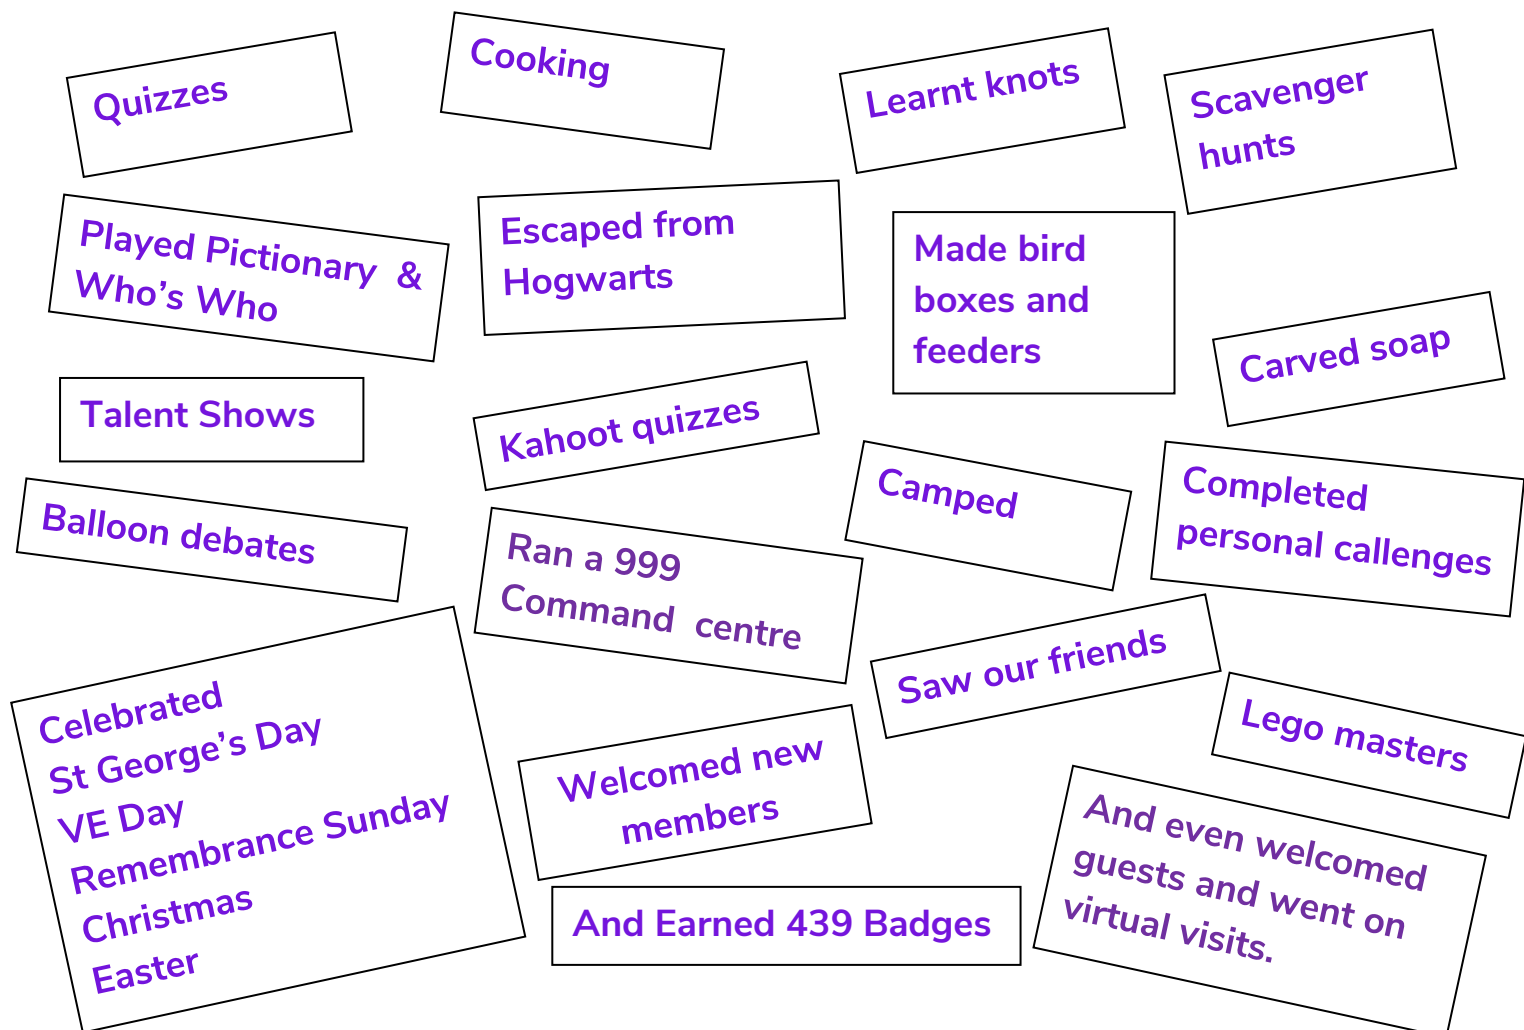 Quizzes
Cooking
Learnt knots
Scavenger
hunts
Played Pictionary &
Who’s Who
Escaped from
Hogwarts
Made bird
boxes and
feeders
Carved soap
Talent Shows
Kahoot quizzes
Camped
Completed
personal callenges
Balloon debates
Ran a 999
Command centre
Saw our friends
Lego masters
Celebrated
St George’s Day
VE Day
Remembrance Sunday
Christmas
Easter
Welcomed new
members
And even welcomed
guests and went on
virtual visits.
And Earned 439 Badges